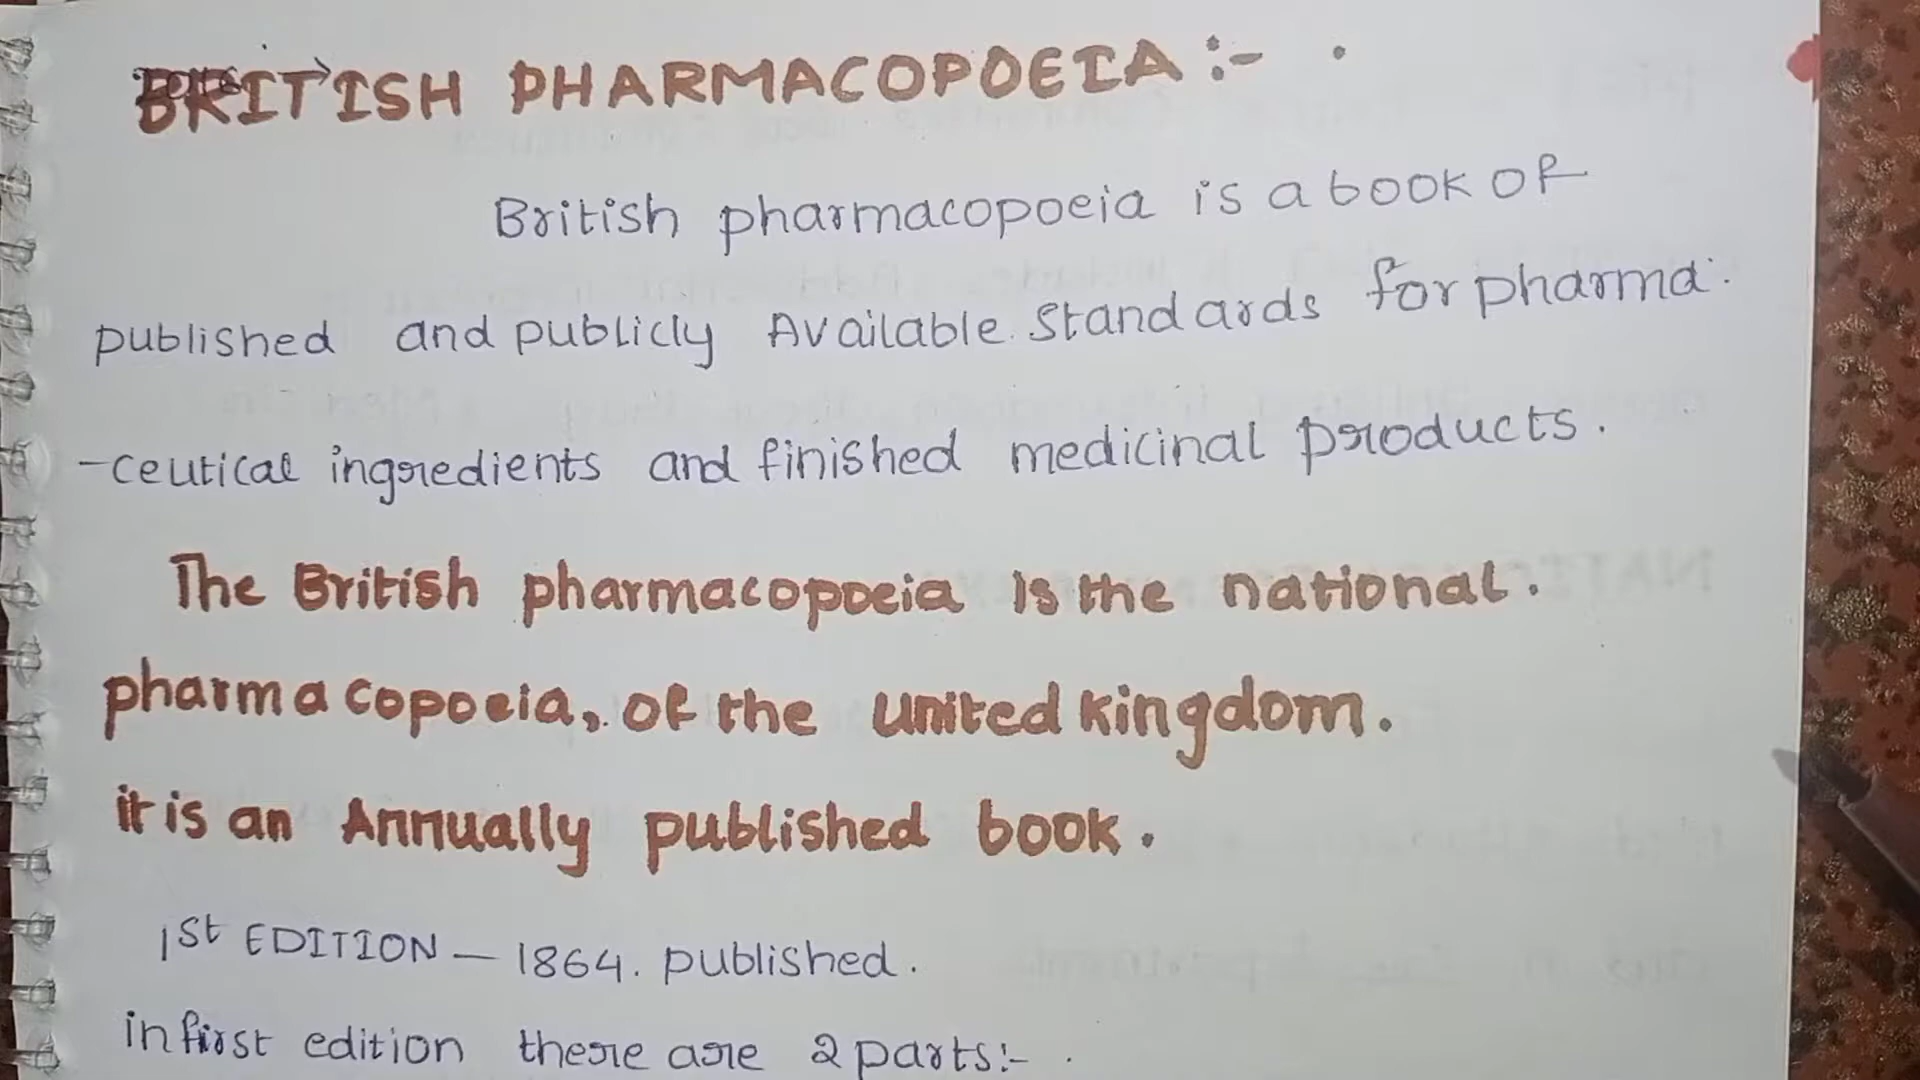 BRITISH PHARMACOPOEIA :-
British pharmacopoeia is a book of
published and publicly Available standards for pharma-
-ceutical ingredients and finished medicinal products.
The British pharmacopoeia Is the national.
pharmacopoeia, of the united kingdom.
it is an Annually published book.
1st EDITION — 1864. published.
in first edition there are 2 parts:-